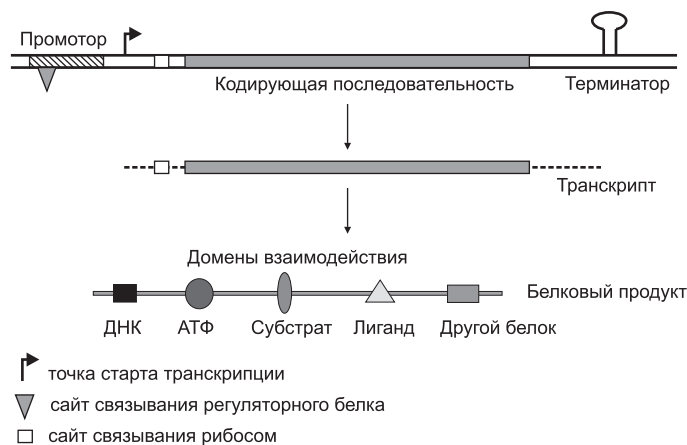 Промотор
Кодирующая последовательность
Терминатор
Транскрипт
Домены взаимодействия
Белковый продукт
ДНК
АТФ
Субстрат
Лиганд
Другой белок
точка старта транскрипции
сайт связывания регуляторного белка
сайт связывания рибосом